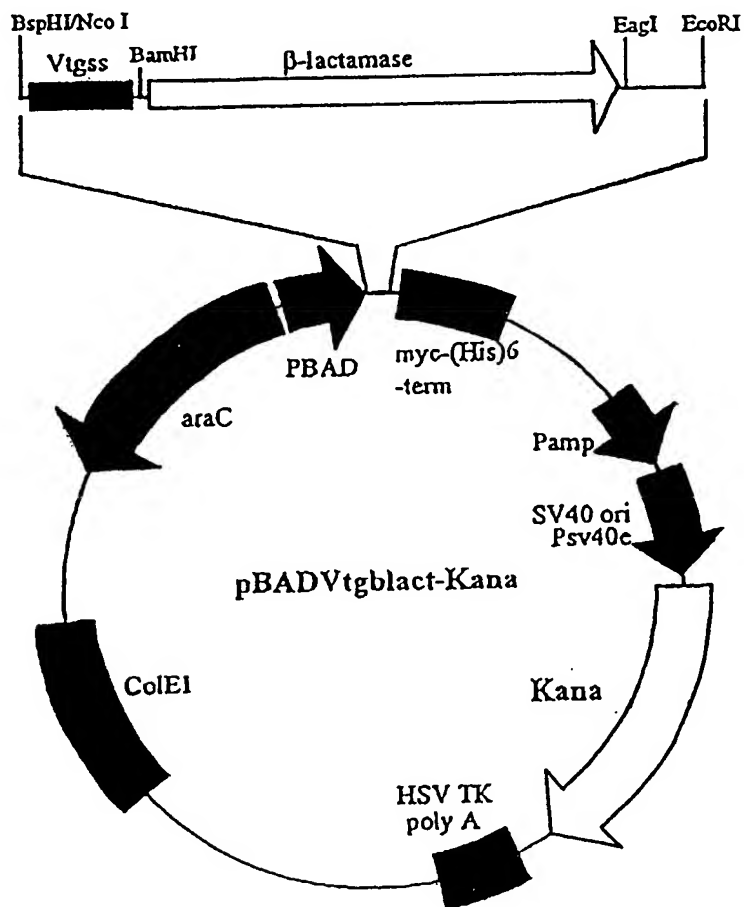 BspHI/Nco I
EagI
EcoRI
Vtgss
BamHI
β-lactamase
PBAD
myc-(His)6
-term
araC
Pamp
SV40 ori
Psv40e
pBADVtgblact-Kana
ColE1
Kana
HSV TK
poly A